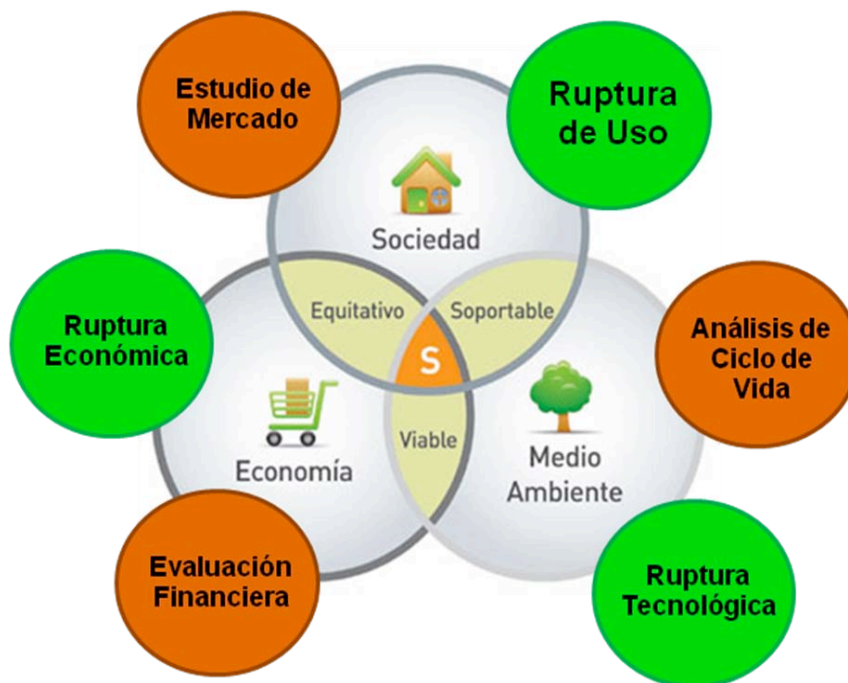 Estudio de
Mercado
Ruptura
de Uso
Sociedad
Equitativo
Soportable
Ruptura
Económica
Análisis de
Ciclo de
Vida
S
Viable
Economía
Medio
Ambiente
Evaluación
Financiera
Ruptura
Tecnológica